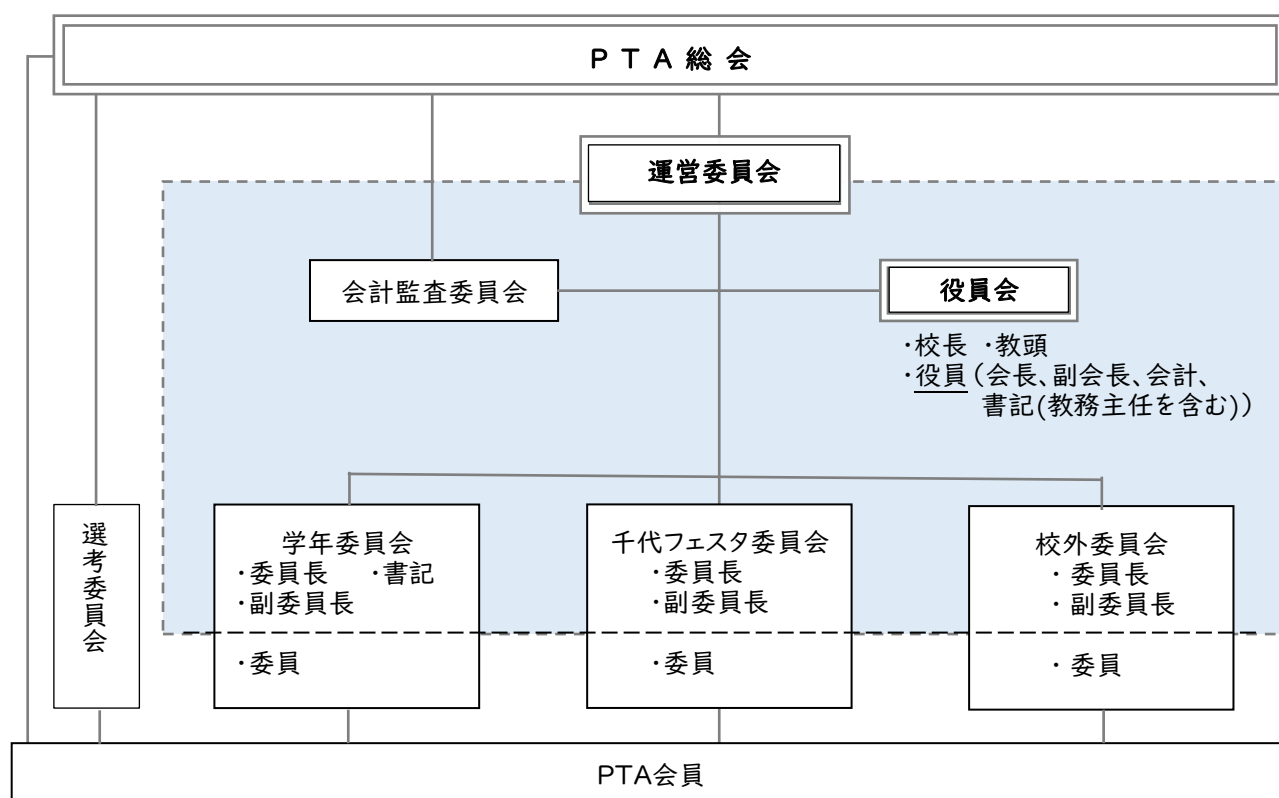 PTA総会
運営委員会
会計監査委員会
役員会
・校長 ・教頭
・役員(会長、副会長、会計、
書記(教務主任を含む))
選考委員会
学年委員会
・委員長 ・書記
・副委員長
・委員
千代フェスタ委員会
・委員長
・副委員長
・委員
校外委員会
・委員長
・副委員長
・委員
PTA会員